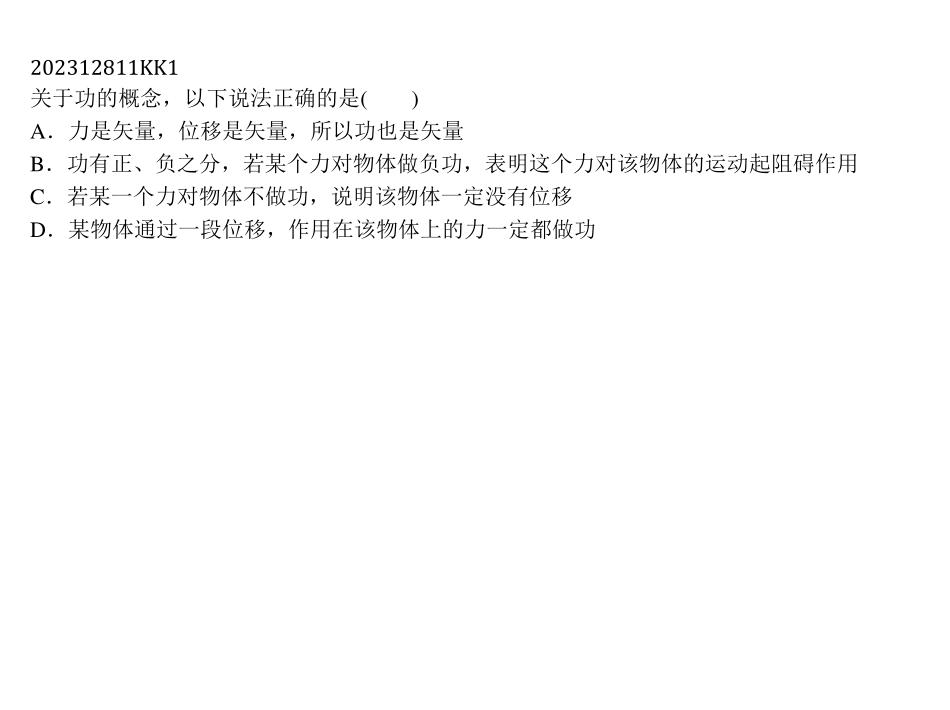 202312811KK1
关于功的概念，以下说法正确的是(　　)
A．力是矢量，位移是矢量，所以功也是矢量
B．功有正、负之分，若某个力对物体做负功，表明这个力对该物体的运动起阻碍作用
C．若某一个力对物体不做功，说明该物体一定没有位移
D．某物体通过一段位移，作用在该物体上的力一定都做功